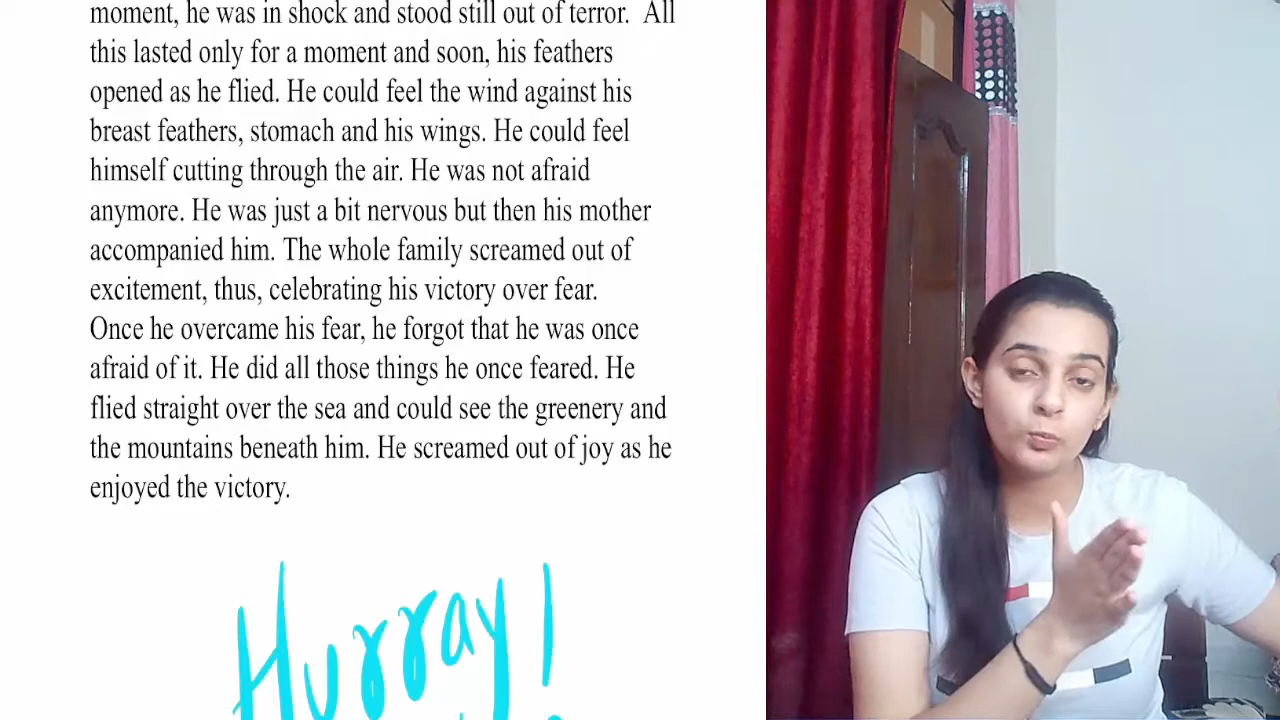 moment, he was in shock and stood still out of terror.  All
this lasted only for a moment and soon, his feathers
opened as he flied. He could feel the wind against his
breast feathers, stomach and his wings. He could feel
himself cutting through the air. He was not afraid
anymore. He was just a bit nervous but then his mother
accompanied him. The whole family screamed out of
excitement, thus, celebrating his victory over fear.
Once he overcame his fear, he forgot that he was once
afraid of it. He did all those things he once feared. He
flied straight over the sea and could see the greenery and
the mountains beneath him. He screamed out of joy as he
enjoyed the victory.
Hurray!